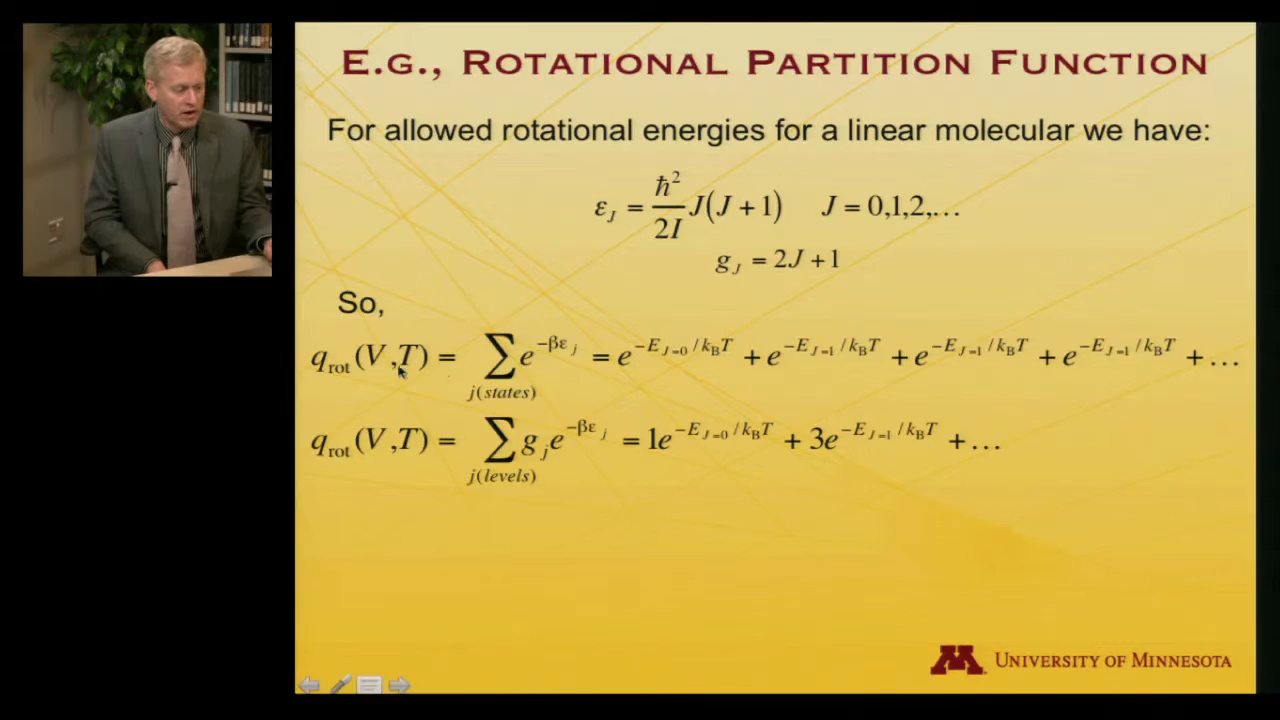 E.G., ROTATIONAL PARTITION FUNCTION
For allowed rotational energies for a linear molecular we have:
ε_J = ħ²/2I J(J + 1)   J = 0,1,2,…
g_J = 2J + 1
So,
q_rot(V,T) = ∑_{j(states)} e^{−βε_j} = e^{−E_{J=0}/k_BT} + e^{−E_{J=1}/k_BT} + e^{−E_{J=1}/k_BT} + e^{−E_{J=1}/k_BT} + …
q_rot(V,T) = ∑_{j(levels)} g_j e^{−βε_j} = 1e^{−E_{J=0}/k_BT} + 3e^{−E_{J=1}/k_BT} + …
M UNIVERSITY OF MINNESOTA